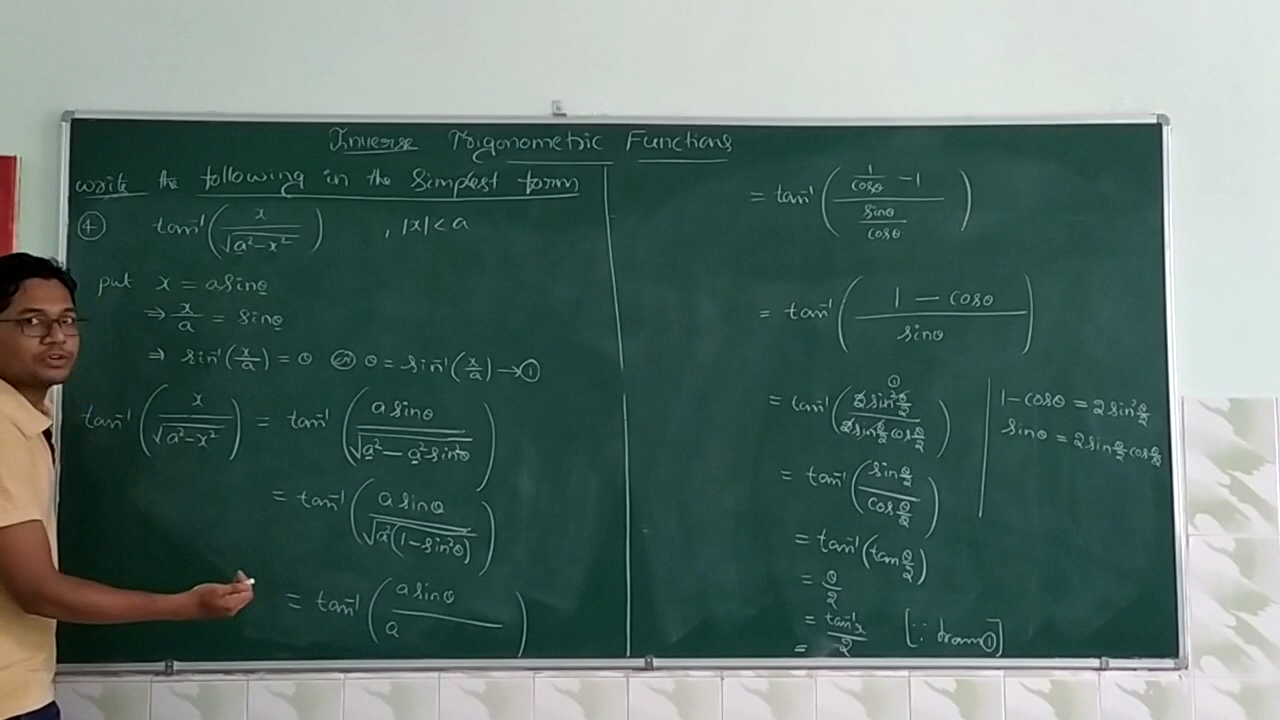 Inverse Trigonometric Functions
write the following in the simplest form
④ tan⁻¹(x/√(a²-x²)) , |x| < a
put x = a sinθ
⇒ x/a = sinθ
⇒ sin⁻¹(x/a) = θ or θ = sin⁻¹(x/a) → ①
tan⁻¹(x/√(a²-x²)) = tan⁻¹(a sinθ/√(a²-a²sin²θ))
= tan⁻¹(a sinθ/√(a²(1-sin²θ)))
= tan⁻¹(a sinθ/a
= tan⁻¹((1/cosθ - 1)/(sinθ/cosθ))
= tan⁻¹((1 - cosθ)/sinθ)
= tan⁻¹(2sin²θ/2 / 2sinθ/2 cosθ/2)
1-cosθ = 2sin²θ/2
sinθ = 2sinθ/2 cosθ/2
= tan⁻¹(sinθ/2 / cosθ/2)
= tan⁻¹(tanθ/2)
= θ/2
= tan⁻¹x/2 [∵ from ①]
=